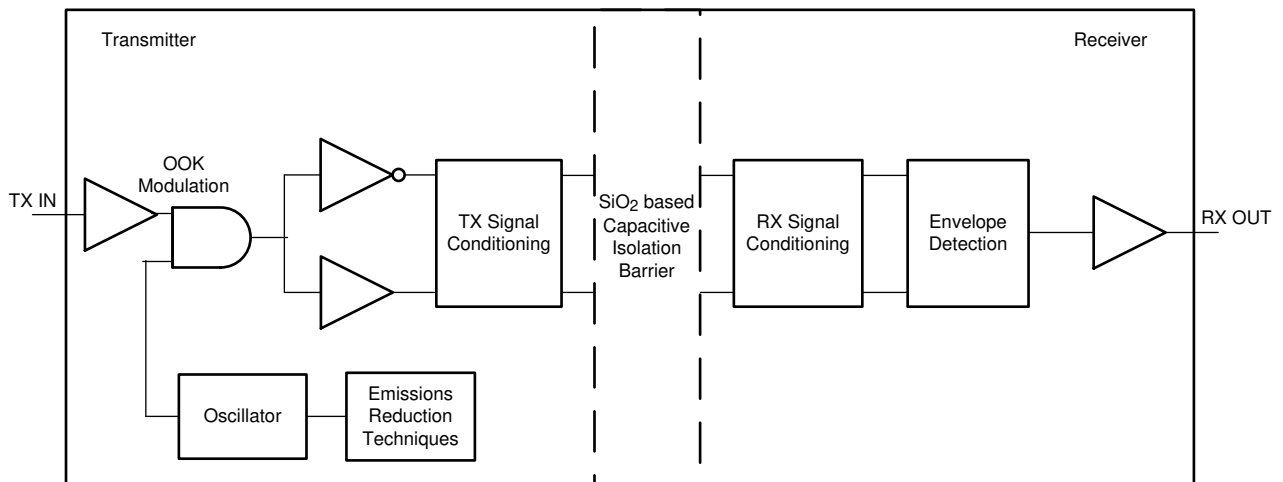 Transmitter
Receiver
OOK
Modulation
TX IN
TX Signal
Conditioning
SiO2 based
Capacitive
Isolation
Barrier
RX Signal
Conditioning
Envelope
Detection
RX OUT
Oscillator
Emissions
Reduction
Techniques